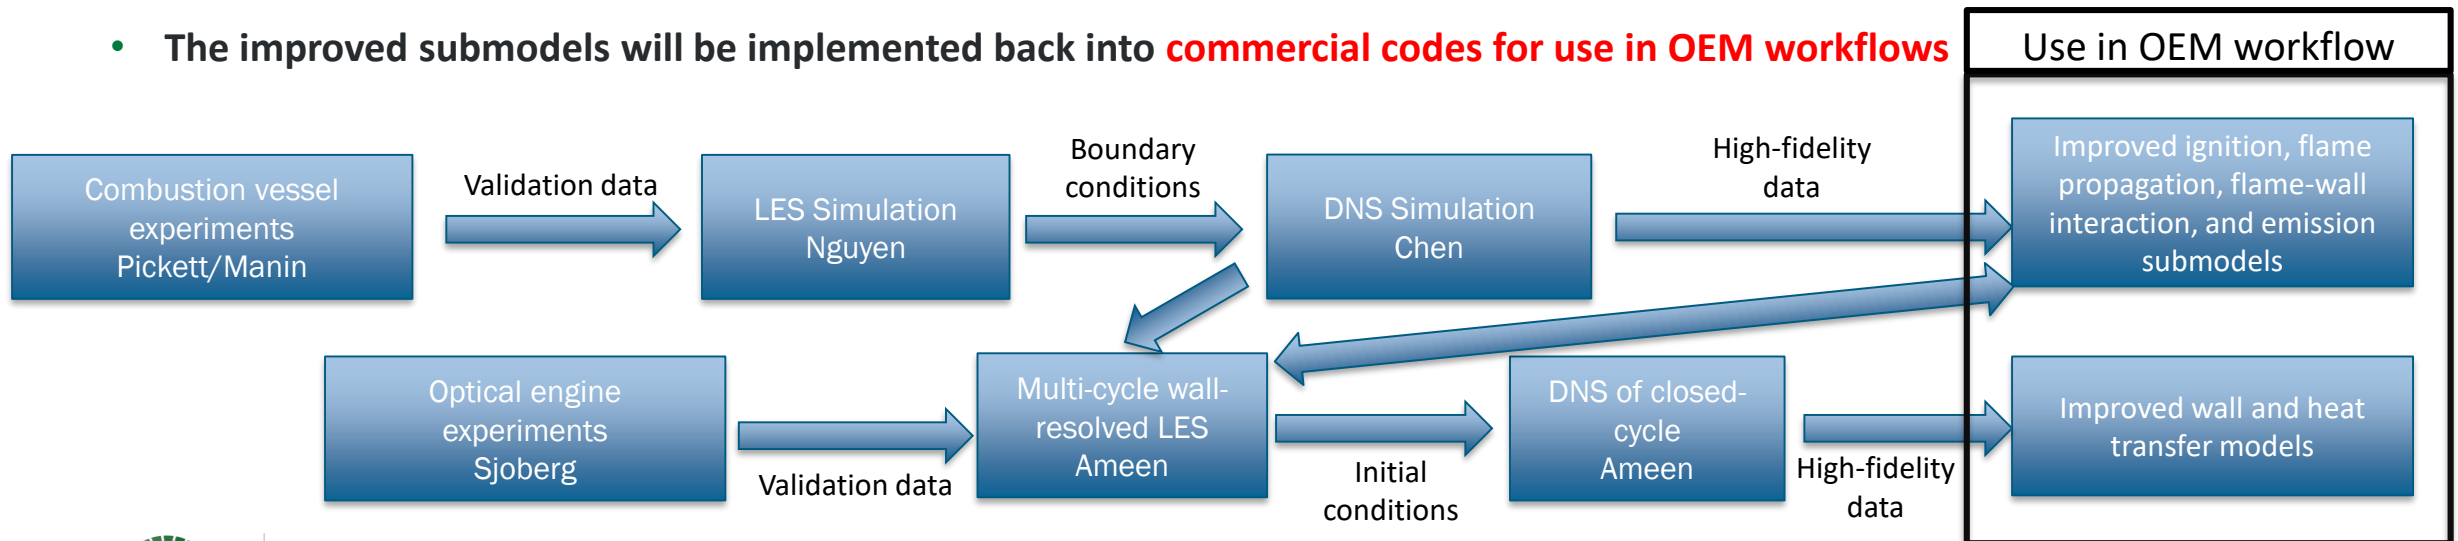 • The improved submodels will be implemented back into commercial codes for use in OEM workflows
Use in OEM workflow
Combustion vessel
experiments
Pickett/Manin
Validation data
LES Simulation
Nguyen
Boundary
conditions
DNS Simulation
Chen
High-fidelity
data
Improved ignition, flame
propagation, flame-wall
interaction, and emission
submodels
Optical engine
experiments
Sjoberg
Validation data
Multi-cycle wall-
resolved LES
Ameen
Initial
conditions
DNS of closed-
cycle
Ameen
High-fidelity
data
Improved wall and heat
transfer models